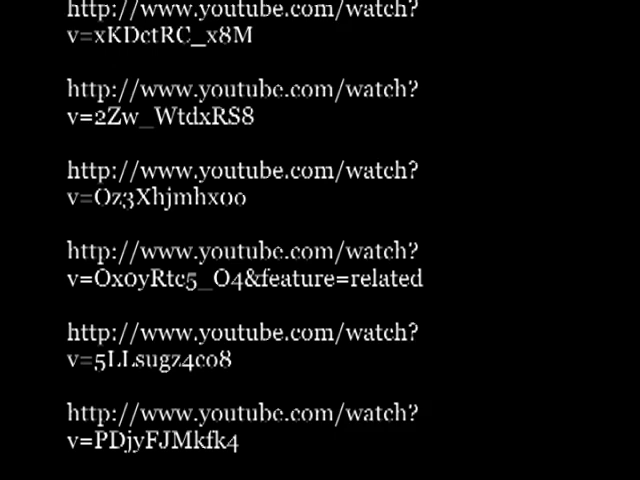 http://www.youtube.com/watch?
v=xKDctRC_x8M
http://www.youtube.com/watch?
v=2Zw_WtdxRS8
http://www.youtube.com/watch?
v=Oz3Xhjmhxoo
http://www.youtube.com/watch?
v=Ox0yRtc5_O4&feature=related
http://www.youtube.com/watch?
v=5LLsugz4co8
http://www.youtube.com/watch?
v=PDjyFJMkfk4